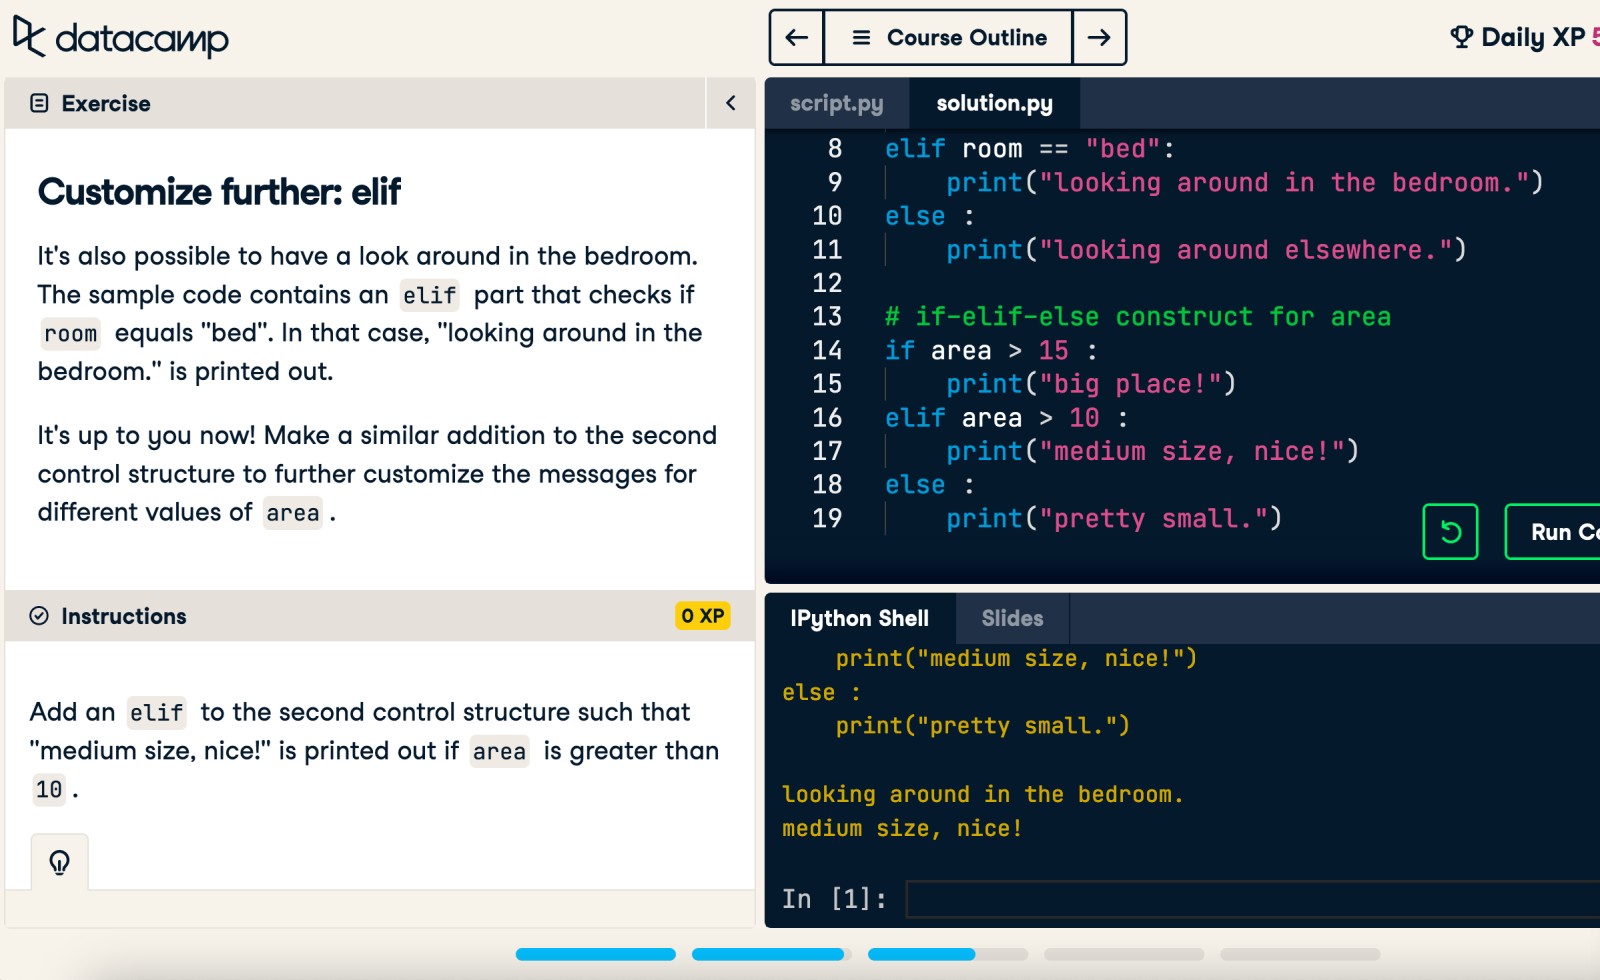 datacamp
Course Outline
Daily XP
Exercise
Customize further: elif
It's also possible to have a look around in the bedroom.
The sample code contains an elif part that checks if
room equals "bed". In that case, "looking around in the
bedroom." is printed out.
It's up to you now! Make a similar addition to the second
control structure to further customize the messages for
different values of area .
Instructions
0 XP
Add an elif to the second control structure such that
"medium size, nice!" is printed out if area is greater than
10 .
script.py
solution.py
8 elif room == "bed":
9 print("looking around in the bedroom.")
10 else :
11 print("looking around elsewhere.")
12
13 # if-elif-else construct for area
14 if area > 15 :
15 print("big place!")
16 elif area > 10 :
17 print("medium size, nice!")
18 else :
19 print("pretty small.")
Run
IPython Shell
Slides
print("medium size, nice!")
else :
print("pretty small.")
looking around in the bedroom.
medium size, nice!
In [1]: